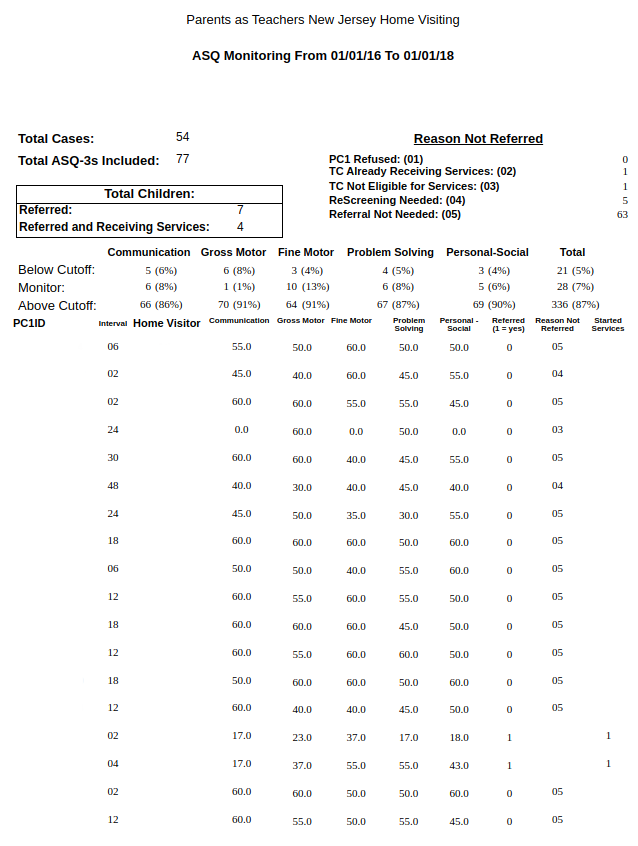 Parents as Teachers New Jersey Home Visiting
ASQ Monitoring From 01/01/16 To 01/01/18
Total Cases: 54
Total ASQ-3s Included: 77
Total Children:
Referred: 7
Referred and Receiving Services: 4
Reason Not Referred
PC1 Refused: (01) 0
TC Already Receiving Services: (02) 1
TC Not Eligible for Services: (03) 1
ReScreening Needed: (04) 5
Referral Not Needed: (05) 63
Communication Gross Motor Fine Motor Problem Solving Personal-Social Total
Below Cutoff: 5 (6%) 6 (8%) 3 (4%) 4 (5%) 3 (4%) 21 (5%)
Monitor: 6 (8%) 1 (1%) 10 (13%) 6 (8%) 5 (6%) 28 (7%)
Above Cutoff: 66 (86%) 70 (91%) 64 (91%) 67 (87%) 69 (90%) 336 (87%)
PC1ID Interval Home Visitor Communication Gross Motor Fine Motor Problem Solving Personal - Social Referred (1 = yes) Reason Not Referred Started Services
06 55.0 50.0 60.0 50.0 50.0 0 05
02 45.0 40.0 60.0 45.0 55.0 0 04
02 60.0 60.0 55.0 55.0 45.0 0 05
24 0.0 60.0 0.0 50.0 0.0 0 03
30 60.0 60.0 40.0 45.0 55.0 0 05
48 40.0 30.0 40.0 45.0 40.0 0 04
24 45.0 50.0 35.0 30.0 55.0 0 05
18 60.0 60.0 60.0 50.0 60.0 0 05
06 50.0 50.0 40.0 55.0 60.0 0 05
12 60.0 55.0 60.0 55.0 50.0 0 05
18 60.0 60.0 60.0 45.0 50.0 0 05
12 60.0 55.0 60.0 60.0 50.0 0 05
18 50.0 60.0 60.0 50.0 60.0 0 05
12 60.0 40.0 40.0 45.0 50.0 0 05
02 17.0 23.0 37.0 17.0 18.0 1 1
04 17.0 37.0 55.0 55.0 43.0 1 1
02 60.0 60.0 50.0 50.0 60.0 0 05
12 60.0 55.0 50.0 55.0 45.0 0 05